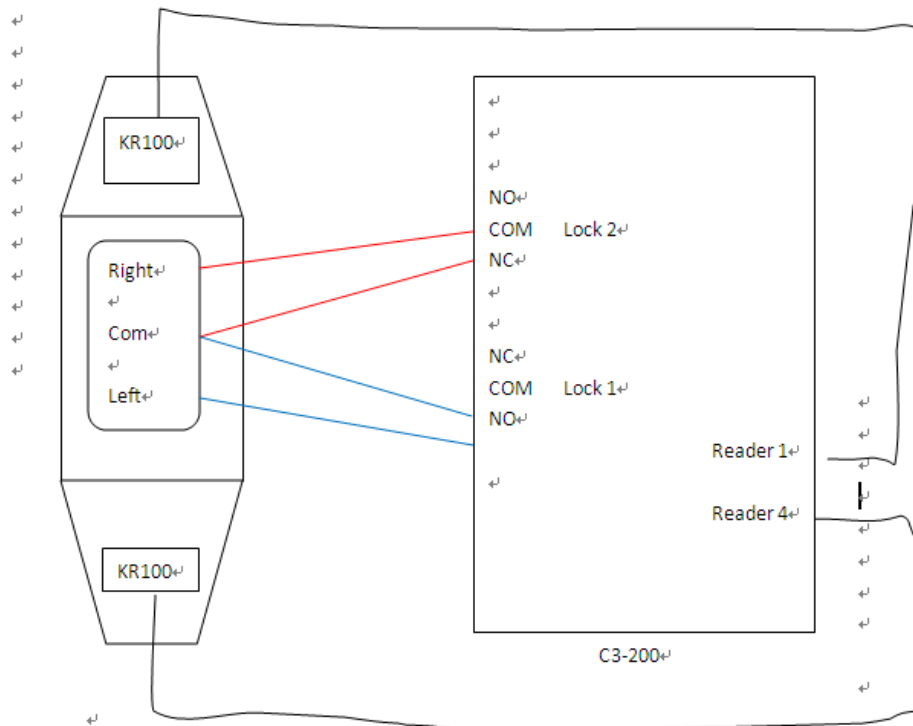 KR100
Right
Com
Left
KR100
NO
COM Lock 2
NC
NC
COM Lock 1
NO
Reader 1
Reader 4
C3-200